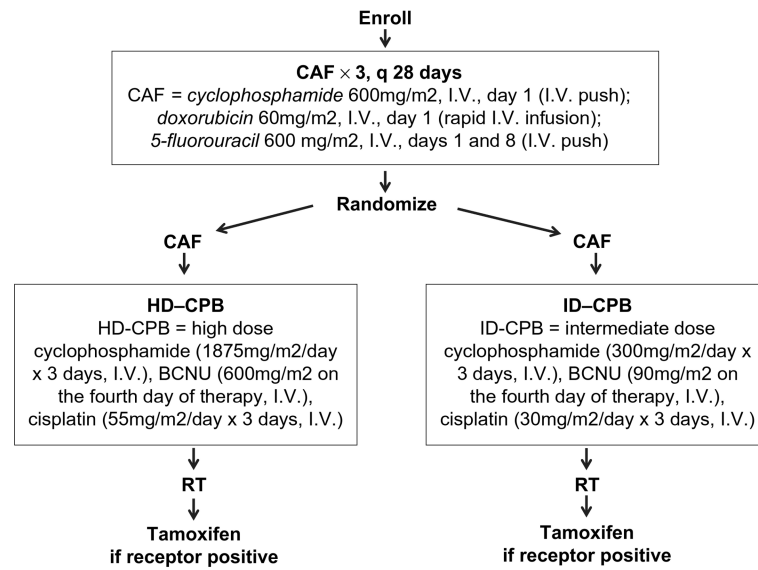 Enroll
CAF × 3, q 28 days
CAF = cyclophosphamide 600mg/m2, I.V., day 1 (I.V. push);
doxorubicin 60mg/m2, I.V., day 1 (rapid I.V. infusion);
5-fluorouracil 600 mg/m2, I.V., days 1 and 8 (I.V. push)
Randomize
CAF
HD–CPB
HD-CPB = high dose
cyclophosphamide (1875mg/m2/day
x 3 days, I.V.), BCNU (600mg/m2 on
the fourth day of therapy, I.V.),
cisplatin (55mg/m2/day x 3 days, I.V.)
RT
Tamoxifen
if receptor positive
CAF
ID–CPB
ID-CPB = intermediate dose
cyclophosphamide (300mg/m2/day x
3 days, I.V.), BCNU (90mg/m2 on
the fourth day of therapy, I.V.),
cisplatin (30mg/m2/day x 3 days, I.V.)
RT
Tamoxifen
if receptor positive